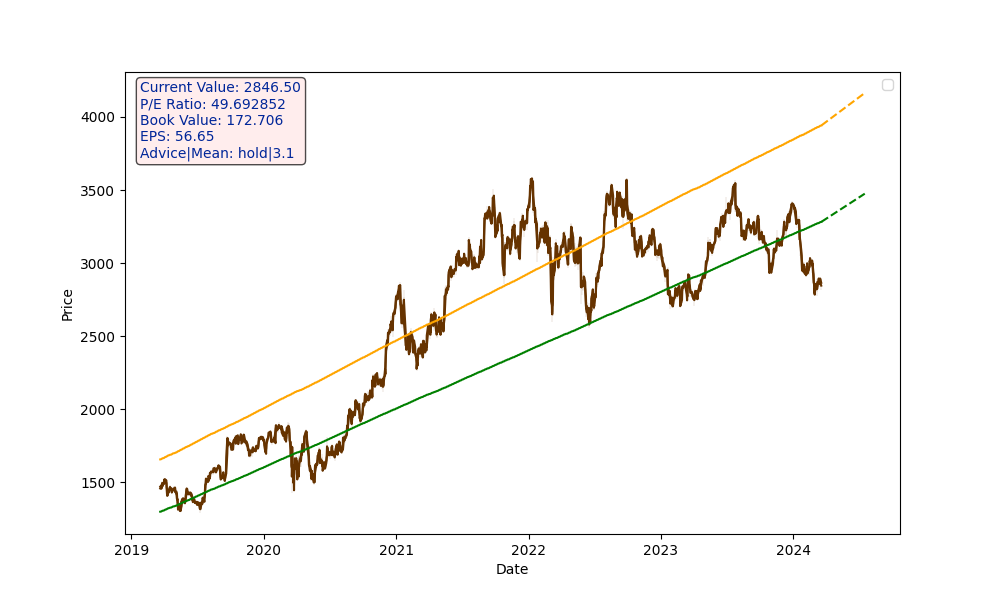 Current Value: 2846.50
P/E Ratio: 49.692852
Book Value: 172.706
EPS: 56.65
Advice|Mean: hold|3.1
4000
3500
3000
2500
2000
1500
Price
2019 2020 2021 2022 2023 2024
Date